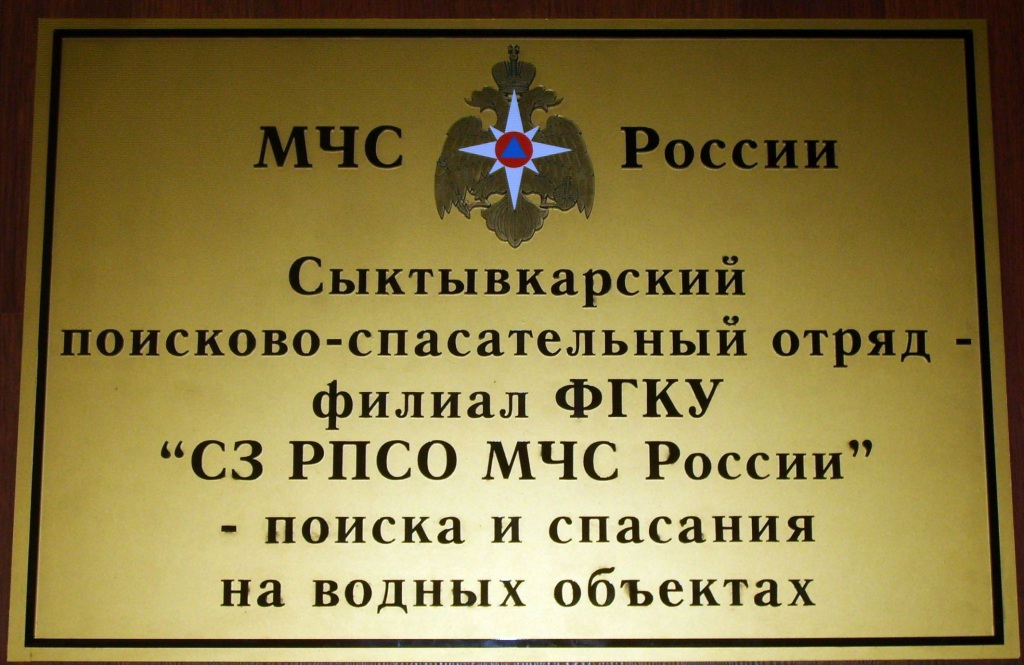 МЧС России
Сыктывкарский
поисково-спасательный отряд -
филиал ФГКУ
“СЗ РПСО МЧС России”
- поиска и спасания
на водных объектах